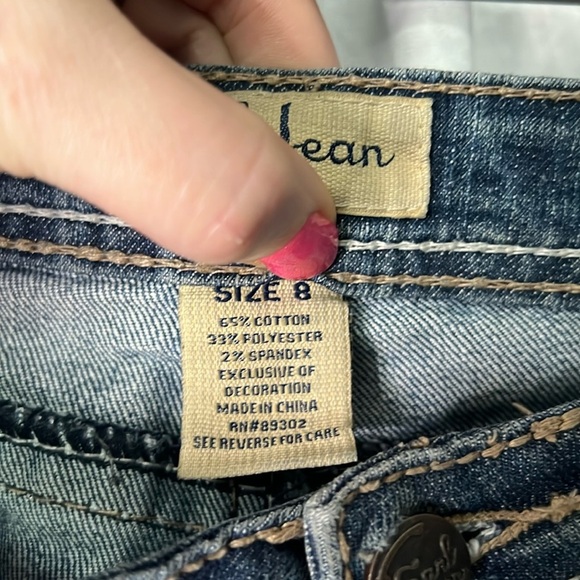 Jean
SIZE 8
65% COTTON
33% POLYESTER
2% SPANDEX
EXCLUSIVE OF
DECORATION
MADE IN CHINA
RN#89302
SEE REVERSE FOR CARE